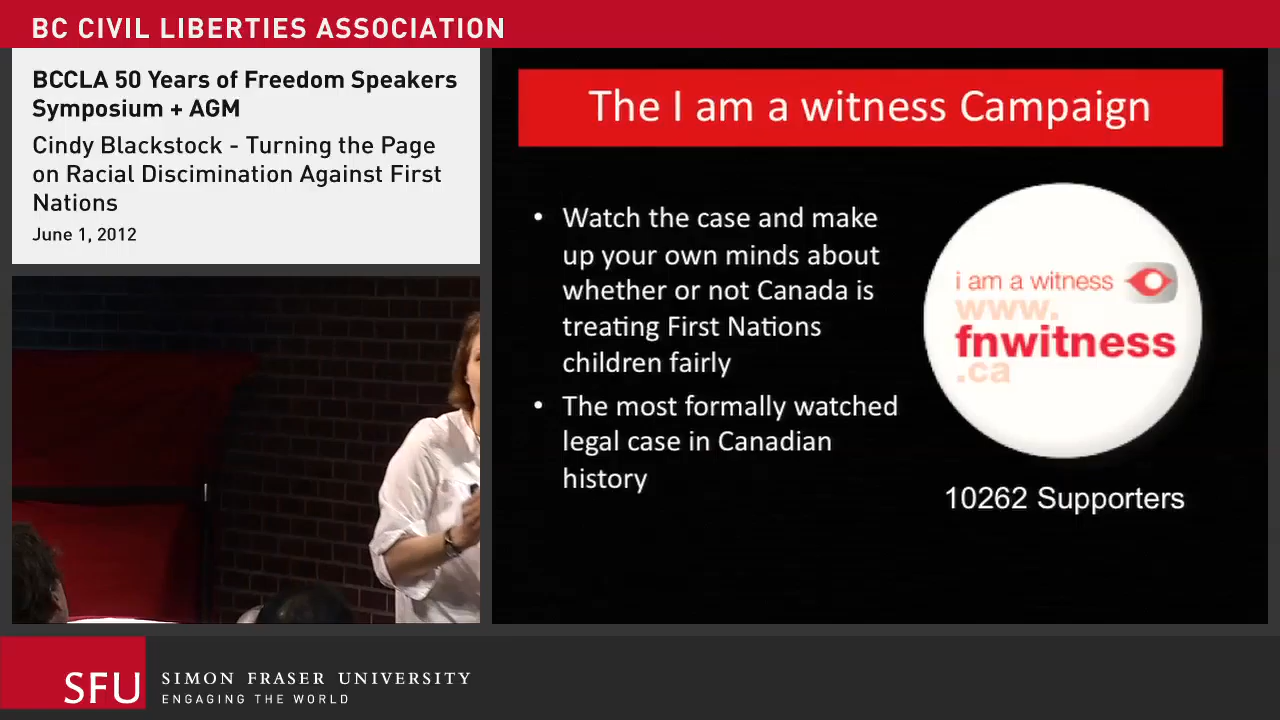 BC CIVIL LIBERTIES ASSOCIATION
BCCLA 50 Years of Freedom Speakers
Symposium + AGM
Cindy Blackstock - Turning the Page
on Racial Discimination Against First
Nations
June 1, 2012
The I am a witness Campaign
• Watch the case and make
up your own minds about
whether or not Canada is
treating First Nations
children fairly
• The most formally watched
legal case in Canadian
history
i am a witness
www.
fnwitness
.ca
10262 Supporters
SFU
SIMON FRASER UNIVERSITY
ENGAGING THE WORLD